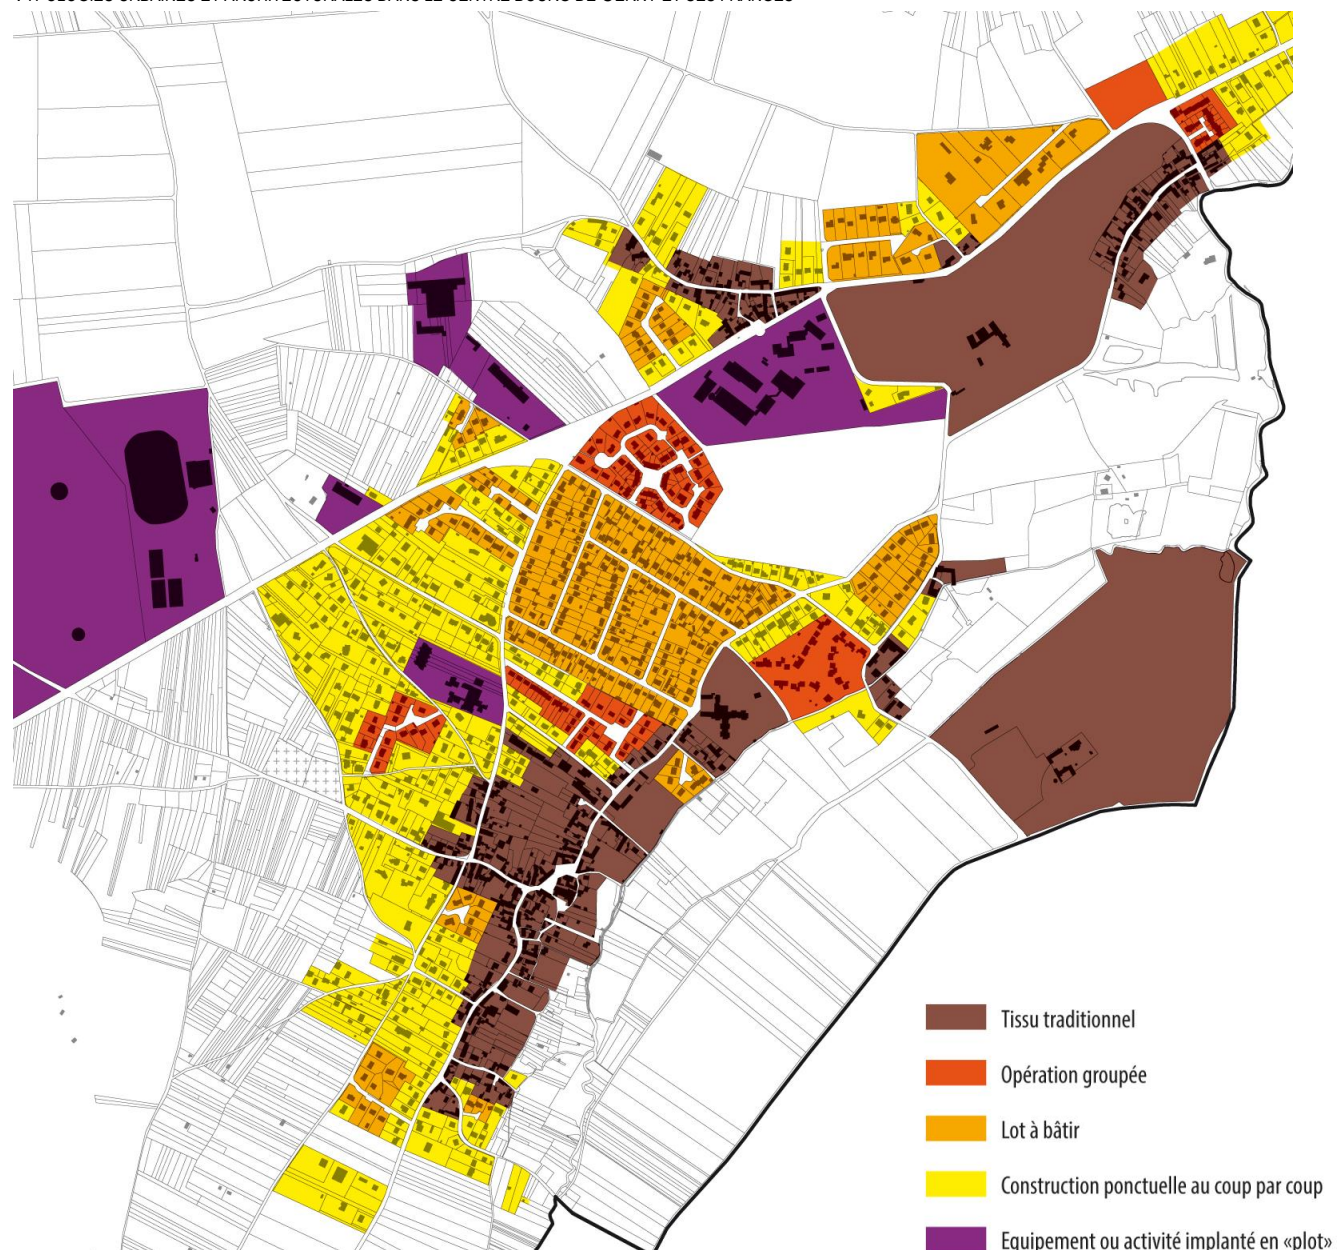 Tissu traditionnel
Opération groupée
Lot à bâtir
Construction ponctuelle au coup par coup
Equipement ou activité implanté en «plot»